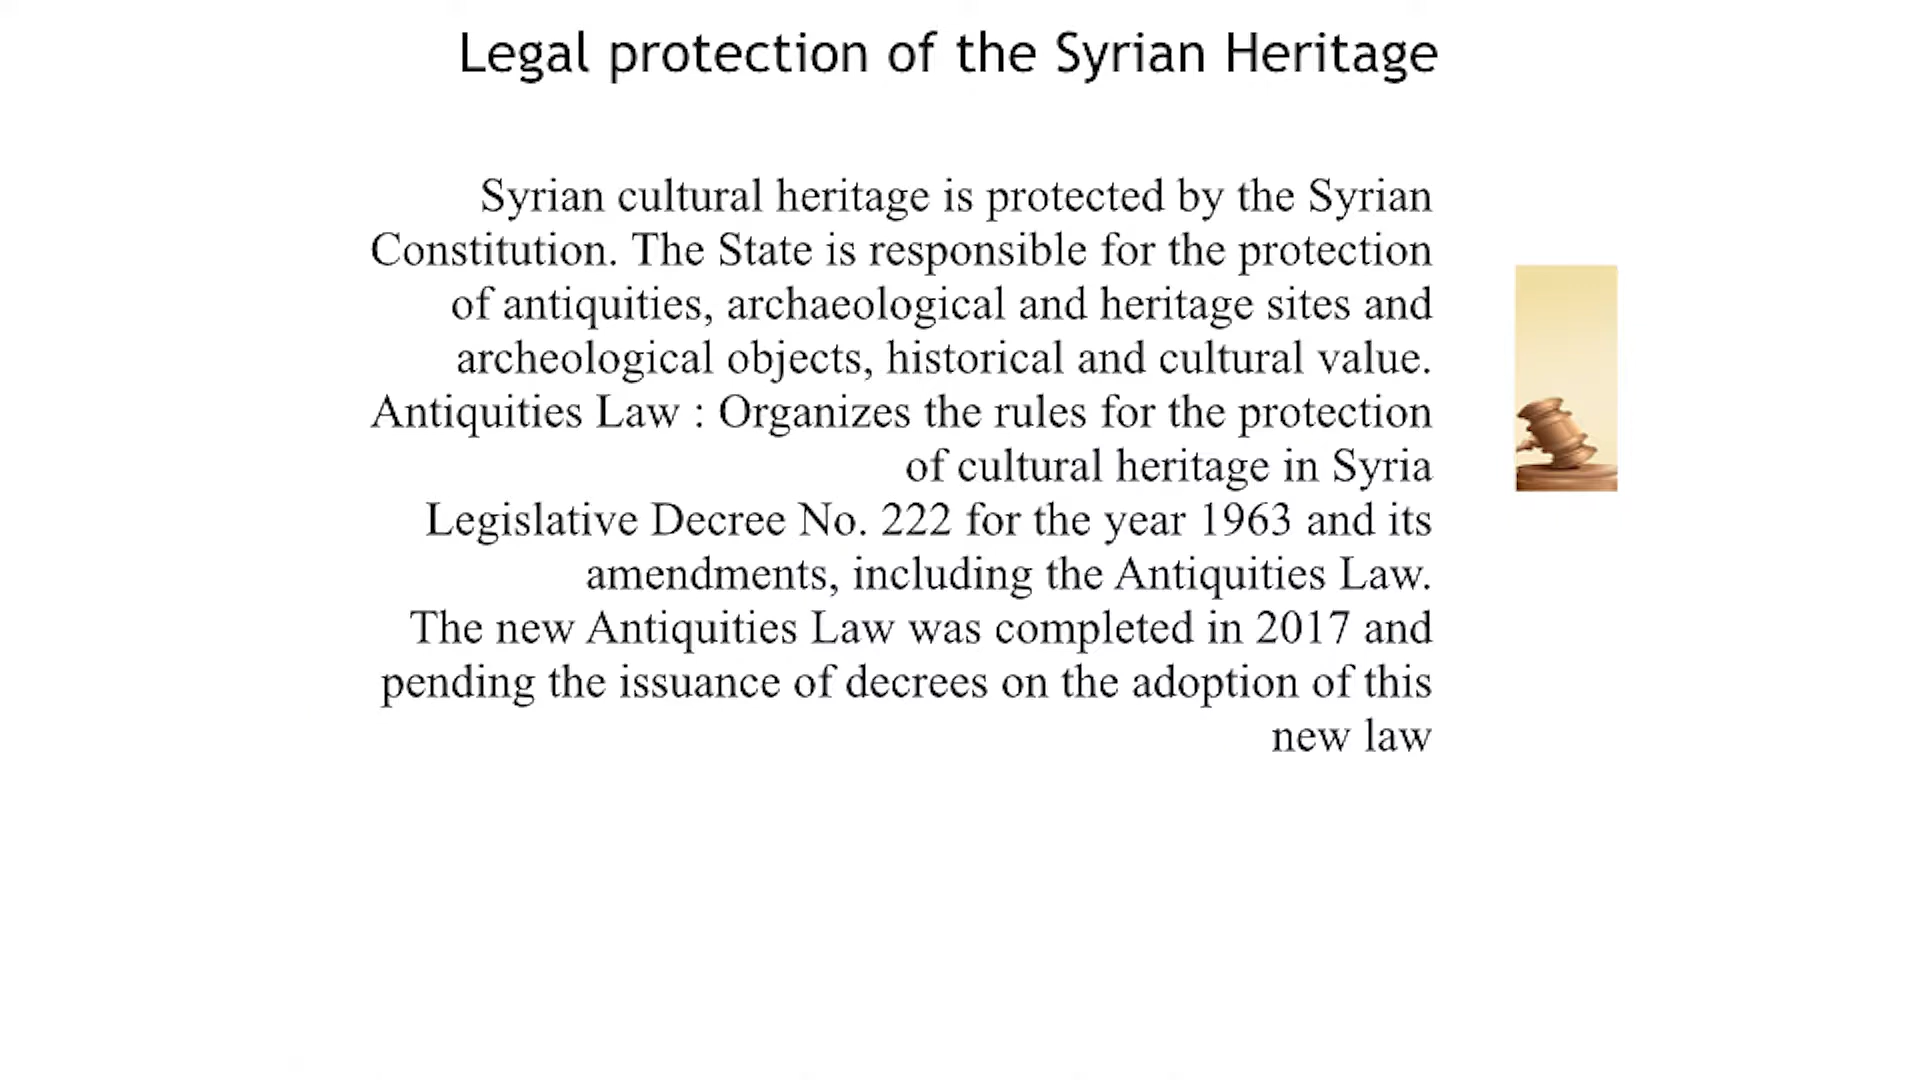 Legal protection of the Syrian Heritage
Syrian cultural heritage is protected by the Syrian
Constitution. The State is responsible for the protection
of antiquities, archaeological and heritage sites and
archeological objects, historical and cultural value.
Antiquities Law : Organizes the rules for the protection
of cultural heritage in Syria
Legislative Decree No. 222 for the year 1963 and its
amendments, including the Antiquities Law.
The new Antiquities Law was completed in 2017 and
pending the issuance of decrees on the adoption of this
new law